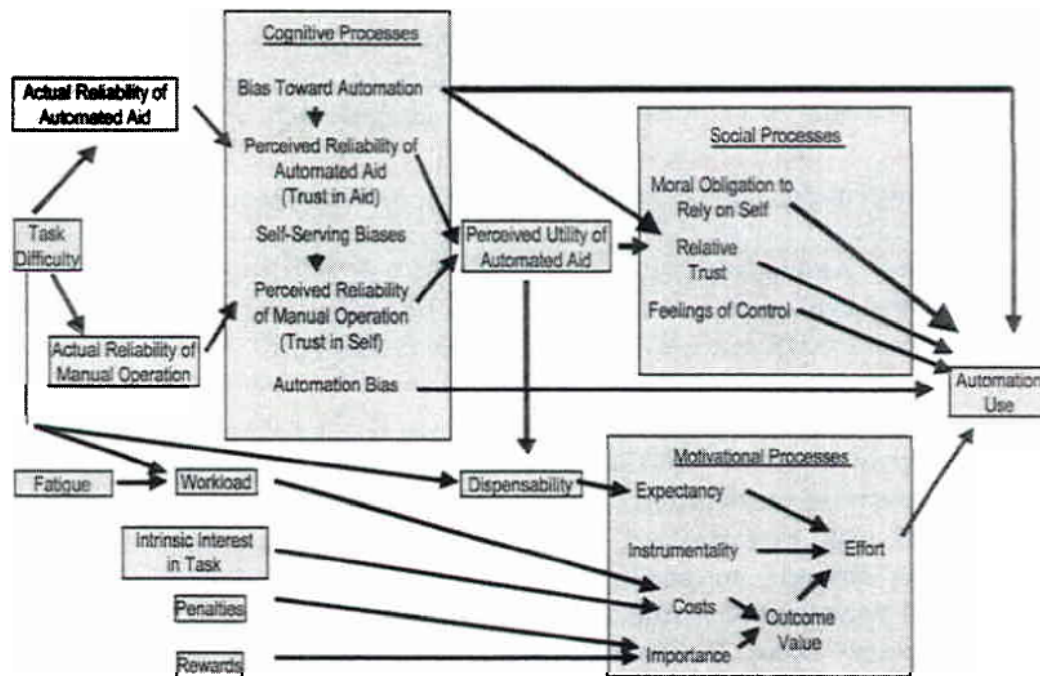 Cognitive Processes
Bias Toward Automation
Actual Reliability of
Automated Aid
Perceived Reliability of
Automated Aid
(Trust in Aid)
Social Processes
Moral Obligation to
Rely on Self
Task
Difficulty
Self-Serving Biases
Perceived Utility of
Automated Aid
Relative
Trust
Perceived Reliability
of Manual Operation
(Trust in Self)
Feelings of Control
Actual Reliability of
Manual Operation
Automation Bias
Automation
Use
Motivational Processes
Fatigue
Workload
Dispensability
Expectancy
Intrinsic Interest
in Task
Instrumentality
Effort
Penalties
Costs
Outcome
Value
Rewards
Importance